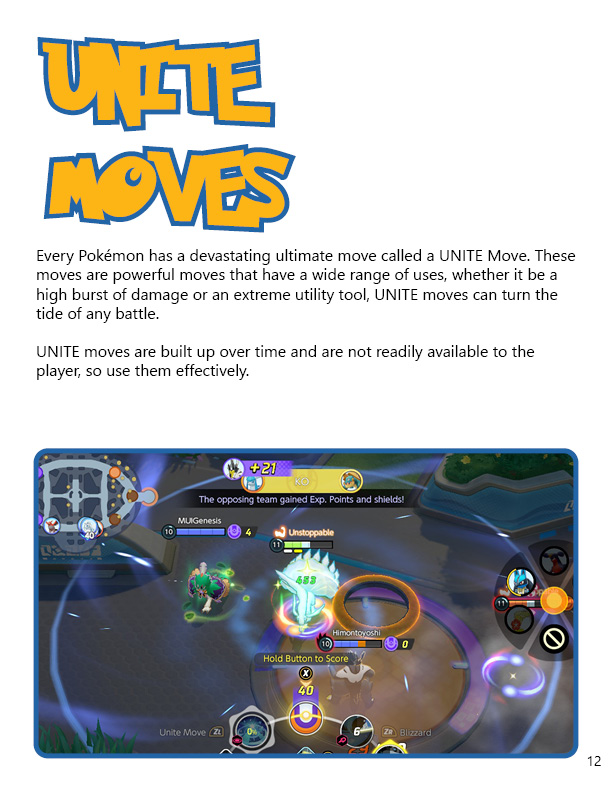 UNITE
MOVES
Every Pokémon has a devastating ultimate move called a UNITE Move. These
moves are powerful moves that have a wide range of uses, whether it be a
high burst of damage or an extreme utility tool, UNITE moves can turn the
tide of any battle.
UNITE moves are built up over time and are not readily available to the
player, so use them effectively.
+21
KO
The opposing team gained Exp. Points and shields!
40
MUIGenesis
10
4
Unstoppable
11
453
11
Himontoyoshi
10
0
Hold Button to Score
X
40
Unite Move ZL
0%
6
ZR Blizzard
12